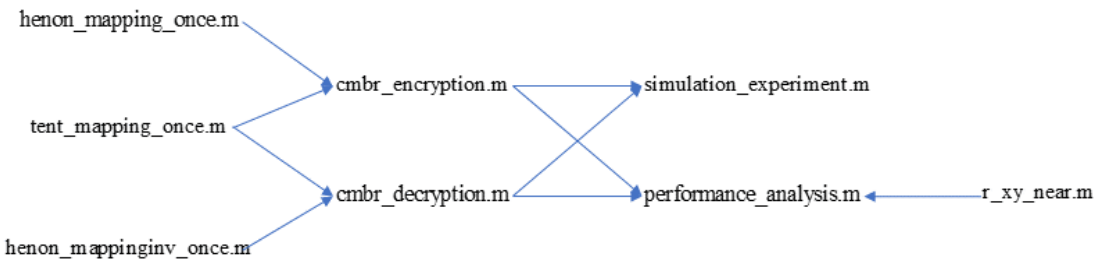 henon_mapping_once.m
cmbr_encryption.m
simulation_experiment.m
tent_mapping_once.m
cmbr_decryption.m
performance_analysis.m
r_xy_near.m
henon_mappinginv_once.m